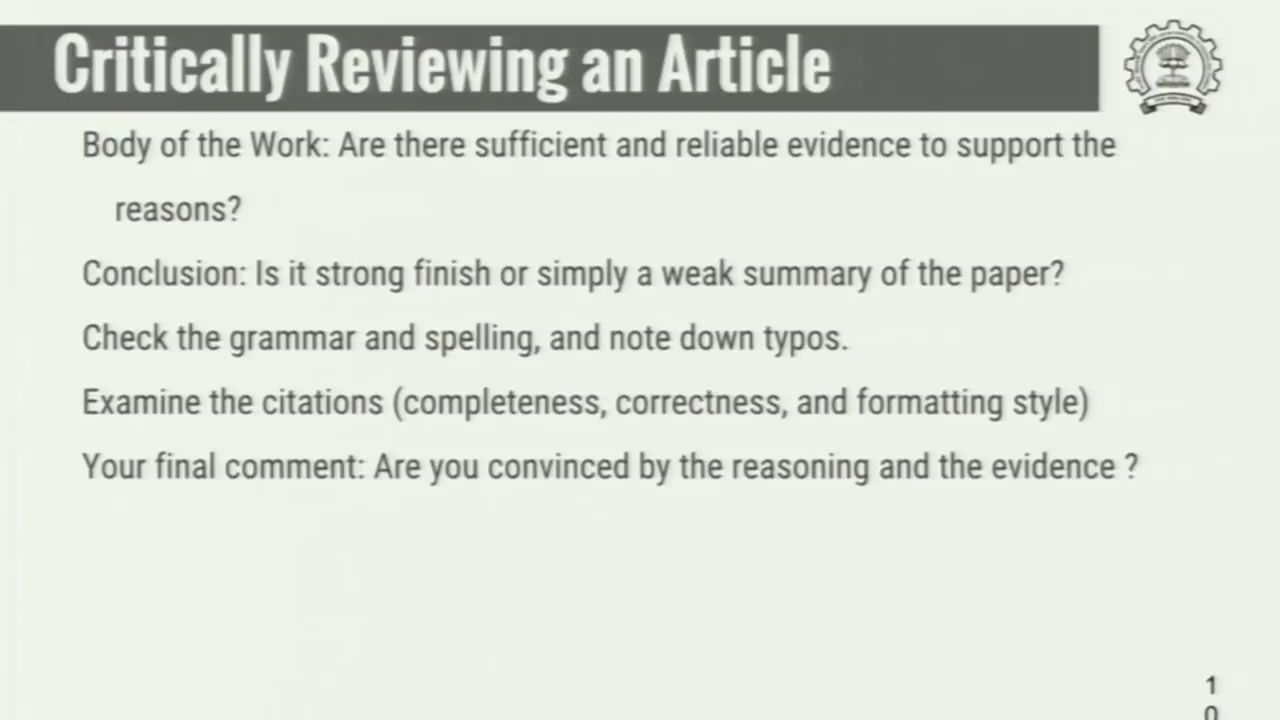 Critically Reviewing an Article
Body of the Work: Are there sufficient and reliable evidence to support the
reasons?
Conclusion: Is it strong finish or simply a weak summary of the paper?
Check the grammar and spelling, and note down typos.
Examine the citations (completeness, correctness, and formatting style)
Your final comment: Are you convinced by the reasoning and the evidence ?
1
0